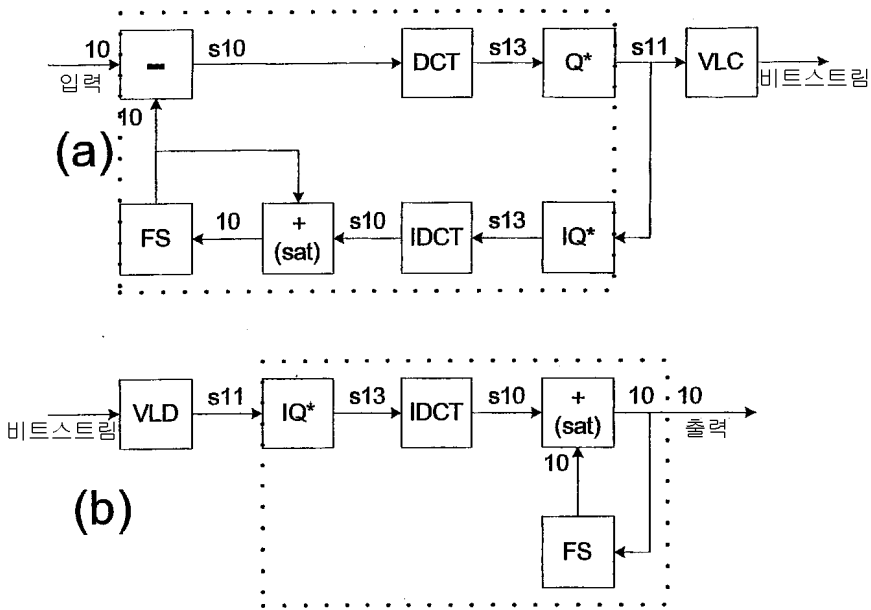 10 s10 s13 s11
입력 − DCT Q* VLC 비트스트림
10
(a)
FS 10 + (sat) s10 IDCT s13 IQ*
비트스트림 VLD s11 IQ* s13 IDCT s10 + (sat) 10 10 출력
10
(b)
FS